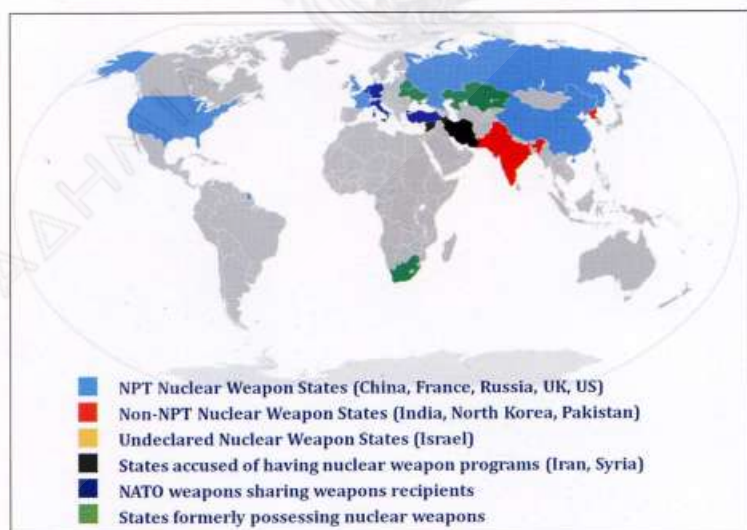 ΑΔΗΜ
NPT Nuclear Weapon States (China, France, Russia, UK, US)
Non-NPT Nuclear Weapon States (India, North Korea, Pakistan)
Undeclared Nuclear Weapon States (Israel)
States accused of having nuclear weapon programs (Iran, Syria)
NATO weapons sharing weapons recipients
States formerly possessing nuclear weapons